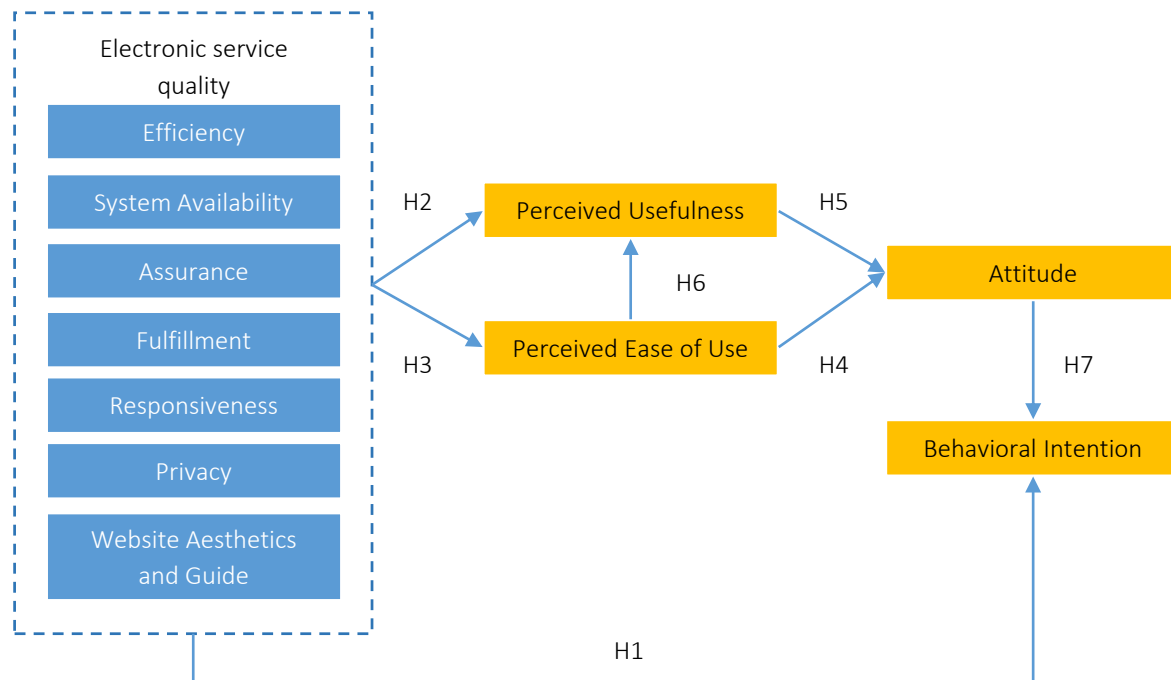 Electronic service
quality
Efficiency
System Availability
Assurance
Fulfillment
Responsiveness
Privacy
Website Aesthetics
and Guide
H2
H3
Perceived Usefulness
H6
Perceived Ease of Use
H5
H4
Attitude
H7
Behavioral Intention
H1